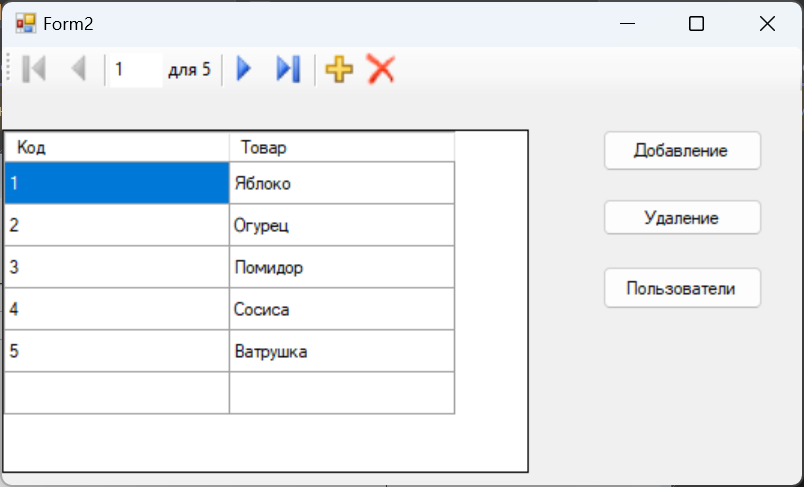 Form2
1 для 5
Код Товар
1 Яблоко
2 Огурец
3 Помидор
4 Сосиса
5 Ватрушка
Добавление
Удаление
Пользователи